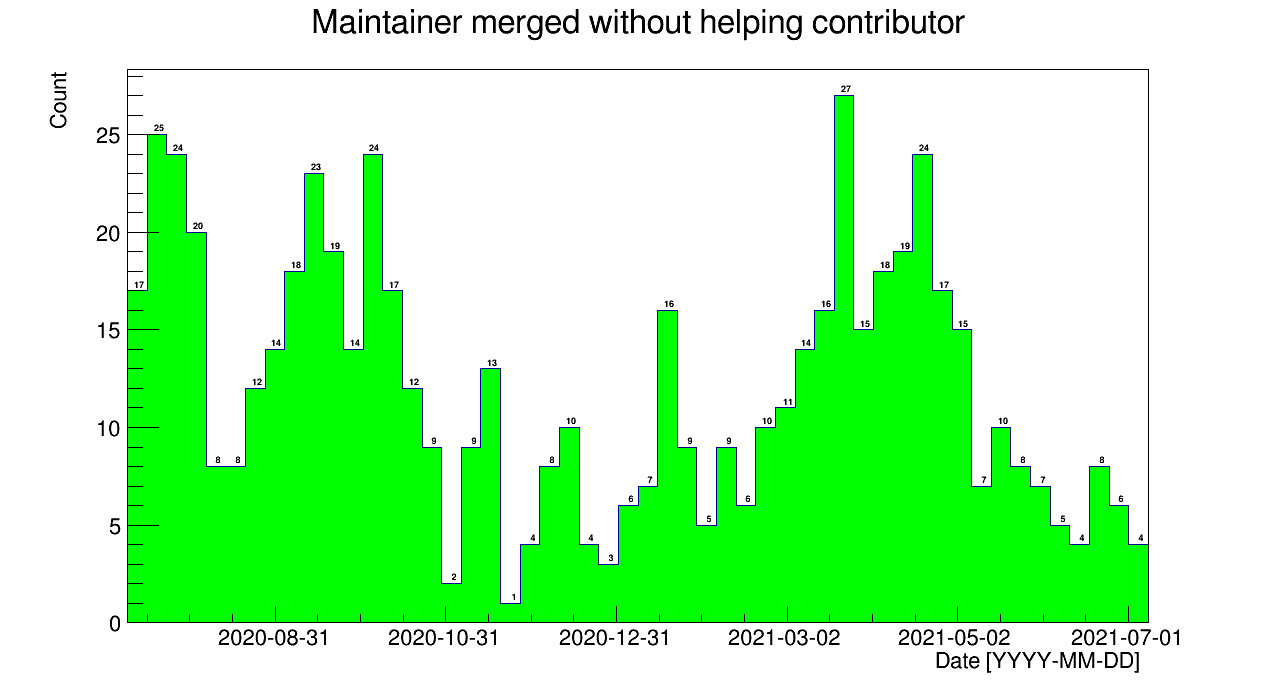 Maintainer merged without helping contributor
Count
25
20
15
10
5
0
17 25 24 20 8 8 12 14 18 23 19 14 24 17 12 9 2 9 13 1 4 8 10 4 3 6 7 16 9 5 9 6 10 11 14 16 27 15 18 19 24 17 15 7 10 8 7 5 4 8 6 4
2020-08-31 2020-10-31 2020-12-31 2021-03-02 2021-05-02 2021-07-01
Date [YYYY-MM-DD]